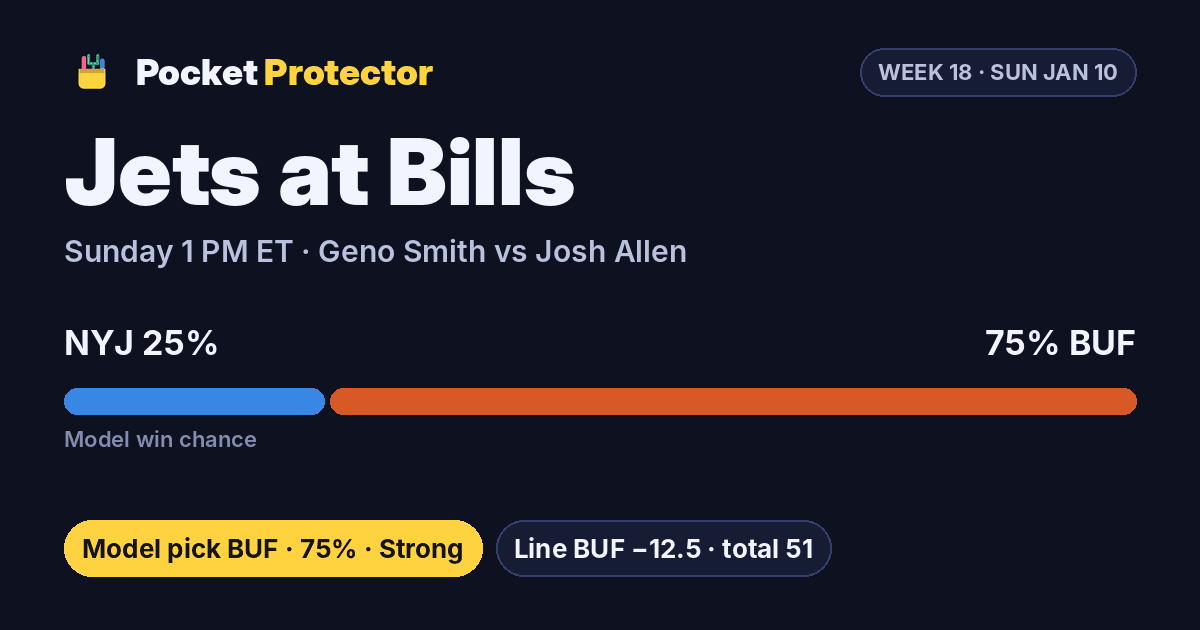 Pocket Protector
WEEK 18 · SUN JAN 10
Jets at Bills
Sunday 1 PM ET · Geno Smith vs Josh Allen
NYJ 25%
75% BUF
Model win chance
Model pick BUF · 75% · Strong
Line BUF −12.5 · total 51